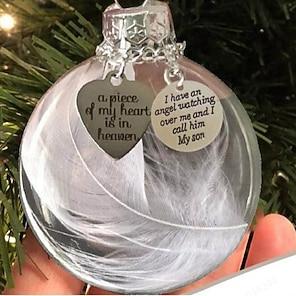 a piece
of my heart
is in
heaven
I have an
angel watching
over me and I
call him
My son